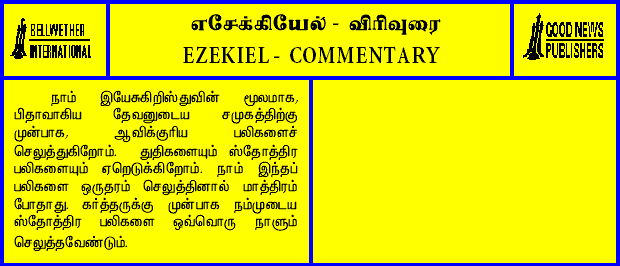 BELLWETHER
INTERNATIONAL
எசேக்கியேல் - விரிவுரை
EZEKIEL - COMMENTARY
GOOD NEWS
PUBLISHERS
நாம் இயேசுகிறிஸ்துவின் மூலமாக,
பிதாவாகிய தேவனுடைய சமுகத்திற்கு
முன்பாக, ஆவிக்குரிய பலிகளைச்
செலுத்துகிறோம். துதிகளையும் ஸ்தோத்திர
பலிகளையும் ஏறெடுக்கிறோம். நாம் இந்தப்
பலிகளை ஒருதரம் செலுத்தினால் மாத்திரம்
போதாது. கர்த்தருக்கு முன்பாக நம்முடைய
ஸ்தோத்திர பலிகளை ஒவ்வொரு நாளும்
செலுத்தவேண்டும்.